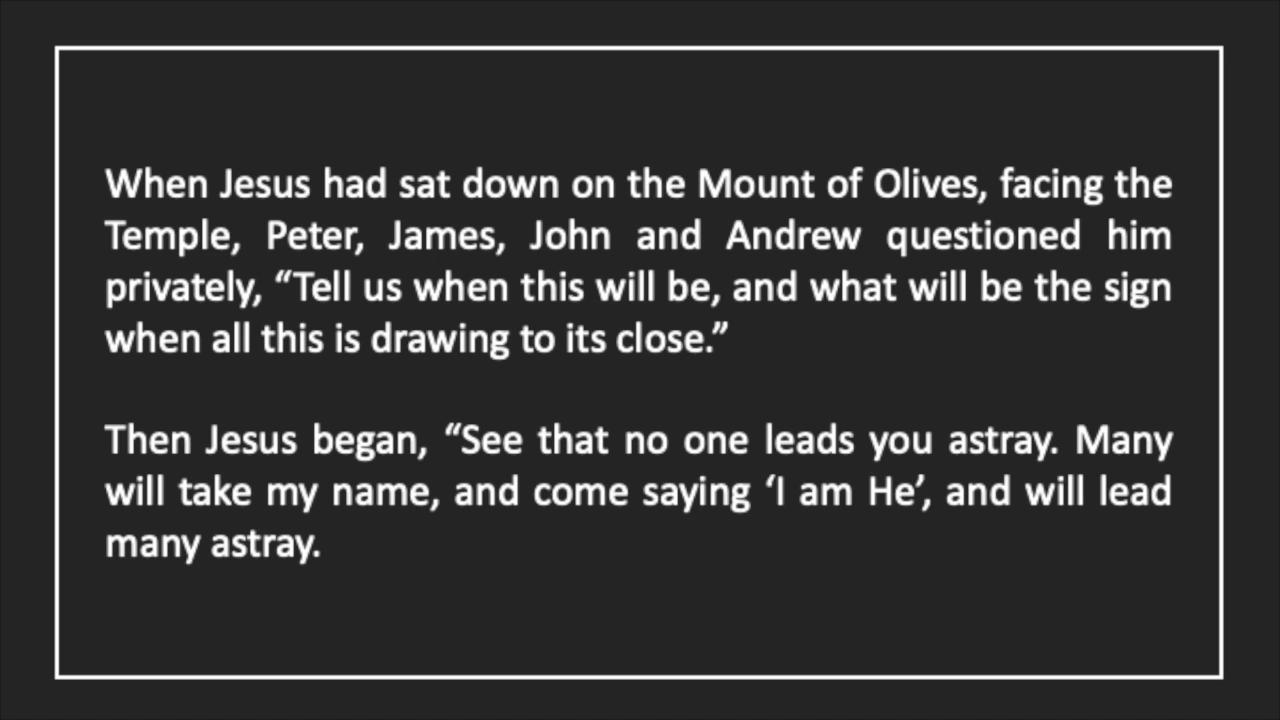 When Jesus had sat down on the Mount of Olives, facing the
Temple, Peter, James, John and Andrew questioned him
privately, “Tell us when this will be, and what will be the sign
when all this is drawing to its close.”
Then Jesus began, “See that no one leads you astray. Many
will take my name, and come saying ‘I am He’, and will lead
many astray.